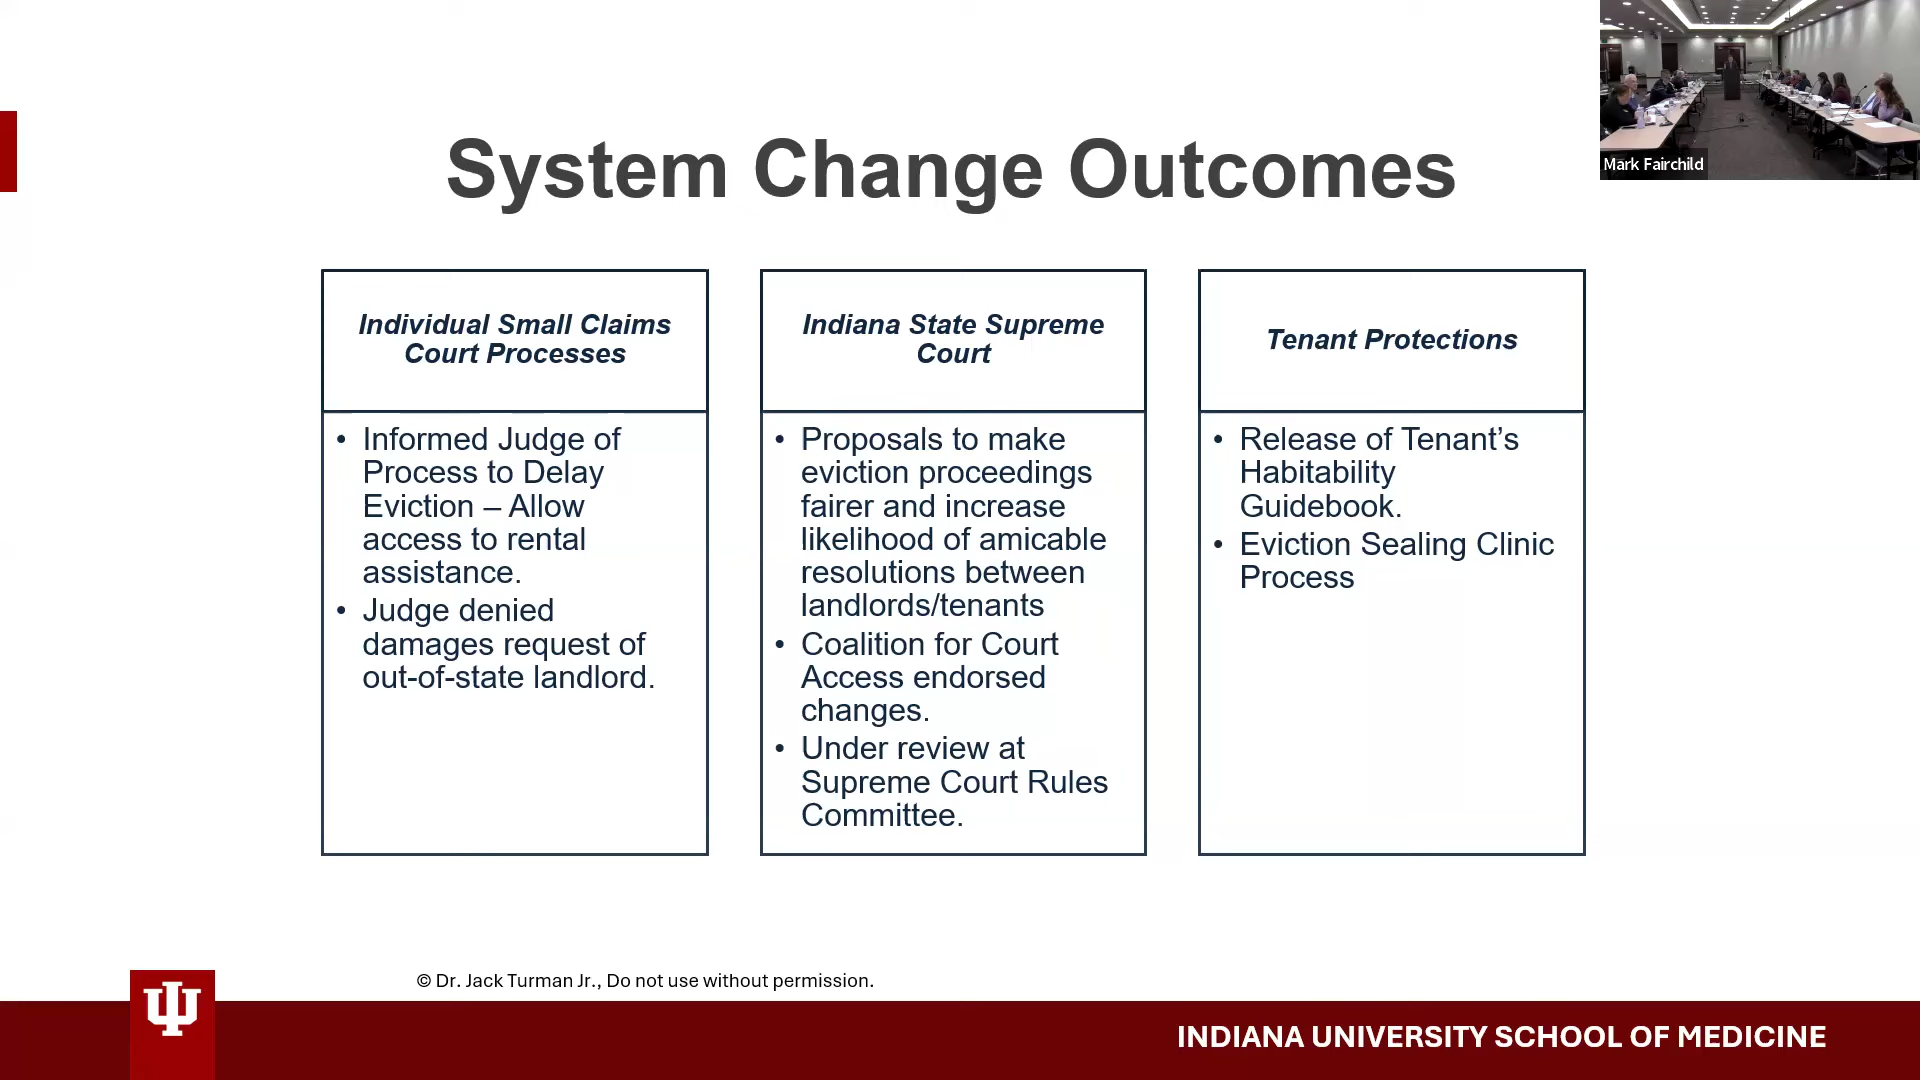 Mark Fairchild
System Change Outcomes
Individual Small Claims
Court Processes
• Informed Judge of
Process to Delay
Eviction – Allow
access to rental
assistance.
• Judge denied
damages request of
out-of-state landlord.
Indiana State Supreme
Court
• Proposals to make
eviction proceedings
fairer and increase
likelihood of amicable
resolutions between
landlords/tenants
• Coalition for Court
Access endorsed
changes.
• Under review at
Supreme Court Rules
Committee.
Tenant Protections
• Release of Tenant’s
Habitability
Guidebook.
• Eviction Sealing Clinic
Process
© Dr. Jack Turman Jr., Do not use without permission.
INDIANA UNIVERSITY SCHOOL OF MEDICINE